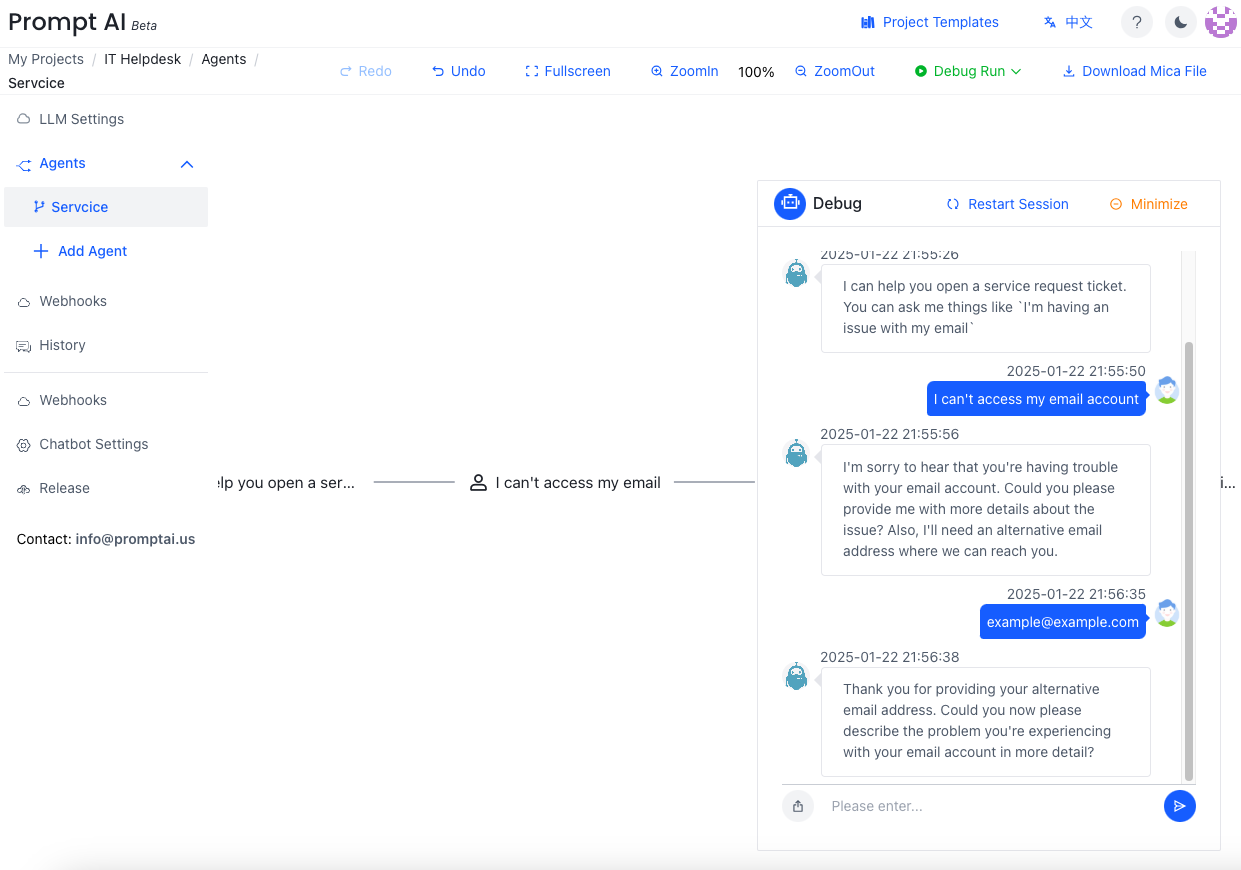 Prompt AI Beta
Project Templates
中文
?
My Projects / IT Helpdesk / Agents /
Servcice
Redo
Undo
Fullscreen
ZoomIn
100%
ZoomOut
Debug Run
Download Mica File
LLM Settings
Agents
Servcice
Add Agent
Webhooks
History
Webhooks
Chatbot Settings
Release
Contact: info@promptai.us
elp you open a ser...
I can't access my email
i...
Debug
Restart Session
Minimize
2025-01-22 21:55:26
I can help you open a service request ticket.
You can ask me things like `I'm having an
issue with my email`
2025-01-22 21:55:50
I can't access my email account
2025-01-22 21:55:56
I'm sorry to hear that you're having trouble
with your email account. Could you please
provide me with more details about the
issue? Also, I'll need an alternative email
address where we can reach you.
2025-01-22 21:56:35
example@example.com
2025-01-22 21:56:38
Thank you for providing your alternative
email address. Could you now please
describe the problem you're experiencing
with your email account in more detail?
Please enter...